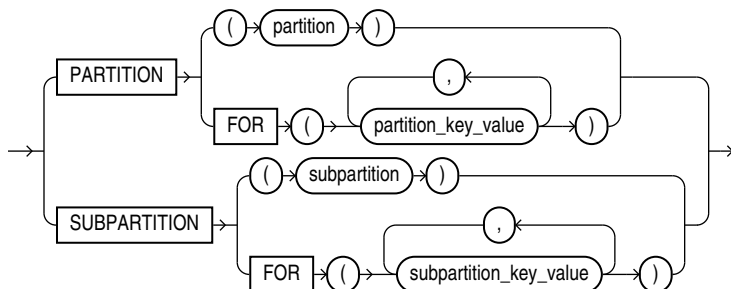 ( partition )
PARTITION
,
FOR ( partition_key_value )
( subpartition )
SUBPARTITION
,
FOR ( subpartition_key_value )